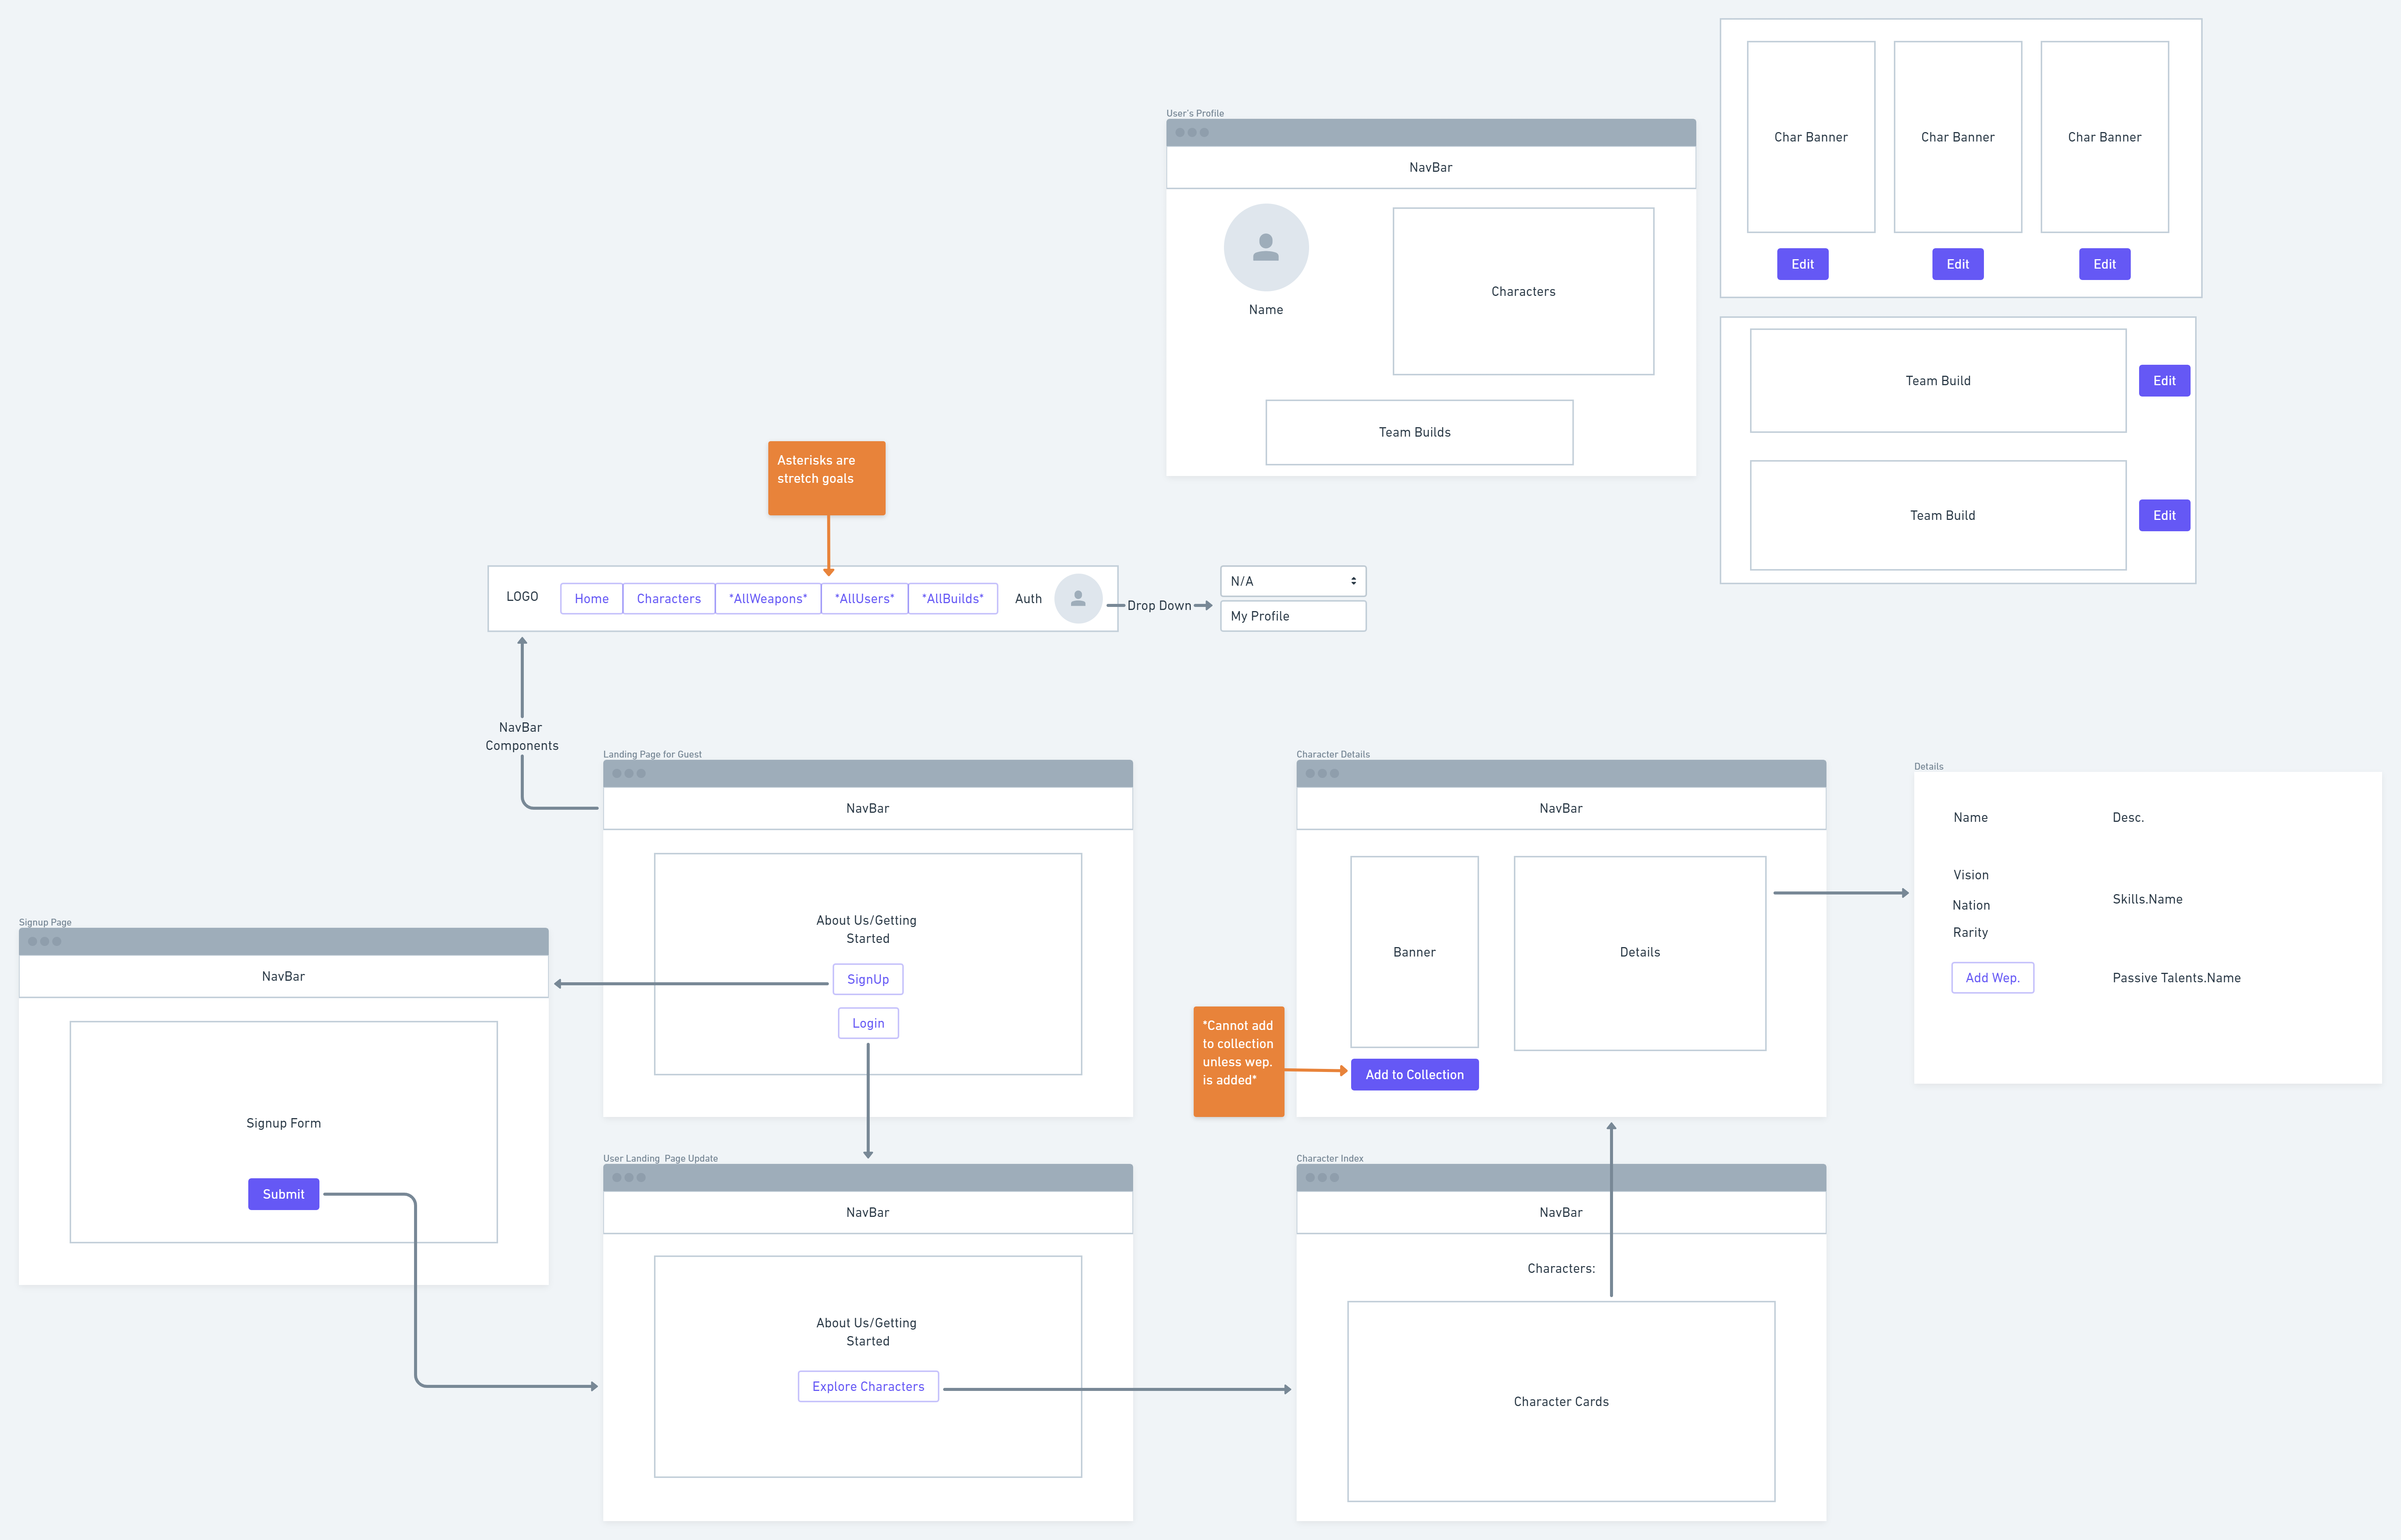 User's Profile
NavBar
Name
Characters
Team Builds
Char Banner
Char Banner
Char Banner
Edit
Edit
Edit
Team Build
Edit
Team Build
Edit
Asterisks are
stretch goals
LOGO
Home
Characters
*AllWeapons*
*AllUsers*
*AllBuilds*
Auth
Drop Down
N/A
My Profile
NavBar
Components
Landing Page for Guest
NavBar
About Us/Getting
Started
SignUp
Login
Signup Page
NavBar
Signup Form
Submit
User Landing Page Update
NavBar
About Us/Getting
Started
Explore Characters
Character Details
NavBar
Banner
Details
*Cannot add
to collection
unless wep.
is added*
Add to Collection
Details
Name
Desc.
Vision
Nation
Skills.Name
Rarity
Add Wep.
Passive Talents.Name
Character Index
NavBar
Characters:
Character Cards